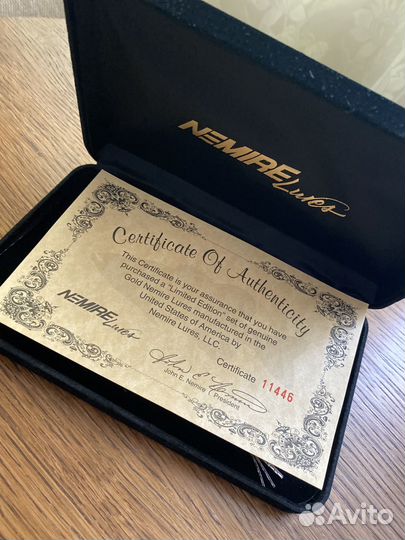 NEMIRE
Lures
Certificate Of Authenticity
This Certificate is your assurance that you have
purchased a "Limited Edition" set of genuine
Gold Nemire Lures manufactured in the
United States of America by
Nemire Lures, LLC.
NEMIRE
Lures
Certificate 11446
John E. Nemire, President
Avito